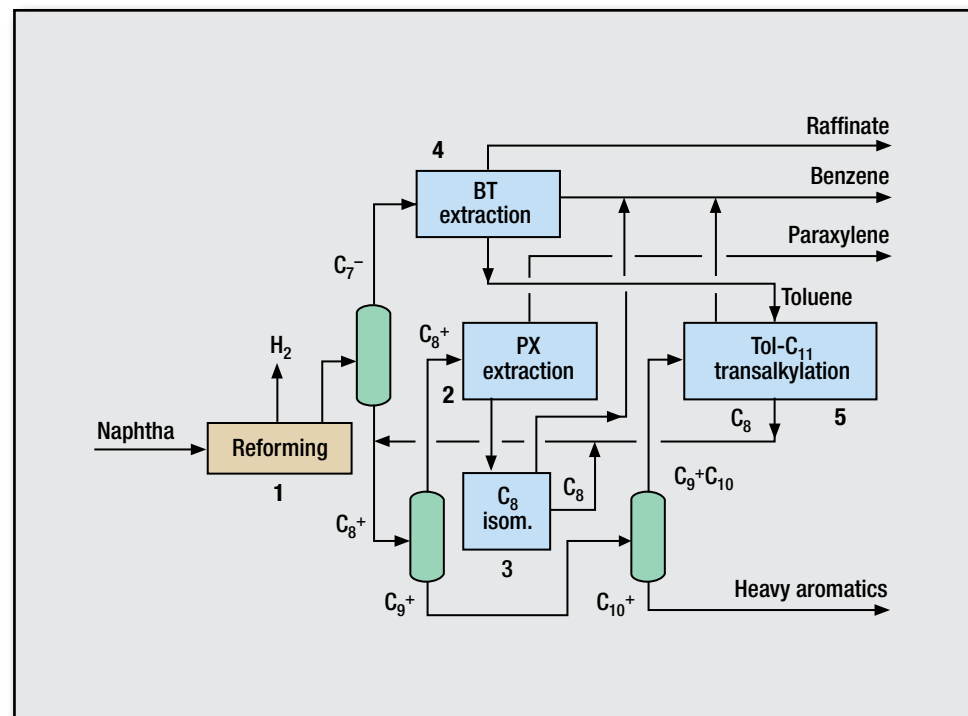 Raffinate
4
BT
extraction
Benzene
Paraxylene
C₇⁻
Toluene
H₂
C₈⁺
PX
extraction
2
Tol-C₁₁
transalkylation
5
C₈
Naphtha
Reforming
1
C₉⁺C₁₀
C₈
C₈
isom.
3
C₈⁺
C₉⁺
C₁₀⁺
Heavy aromatics